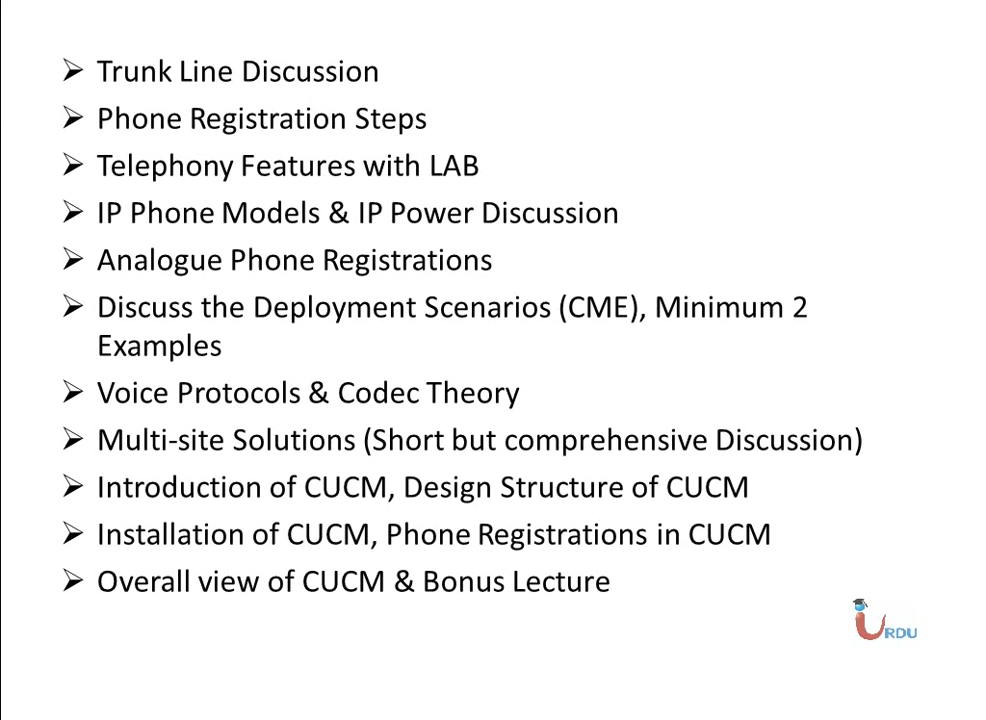 Trunk Line Discussion
Phone Registration Steps
Telephony Features with LAB
IP Phone Models & IP Power Discussion
Analogue Phone Registrations
Discuss the Deployment Scenarios (CME), Minimum 2
Examples
Voice Protocols & Codec Theory
Multi-site Solutions (Short but comprehensive Discussion)
Introduction of CUCM, Design Structure of CUCM
Installation of CUCM, Phone Registrations in CUCM
Overall view of CUCM & Bonus Lecture
URDU